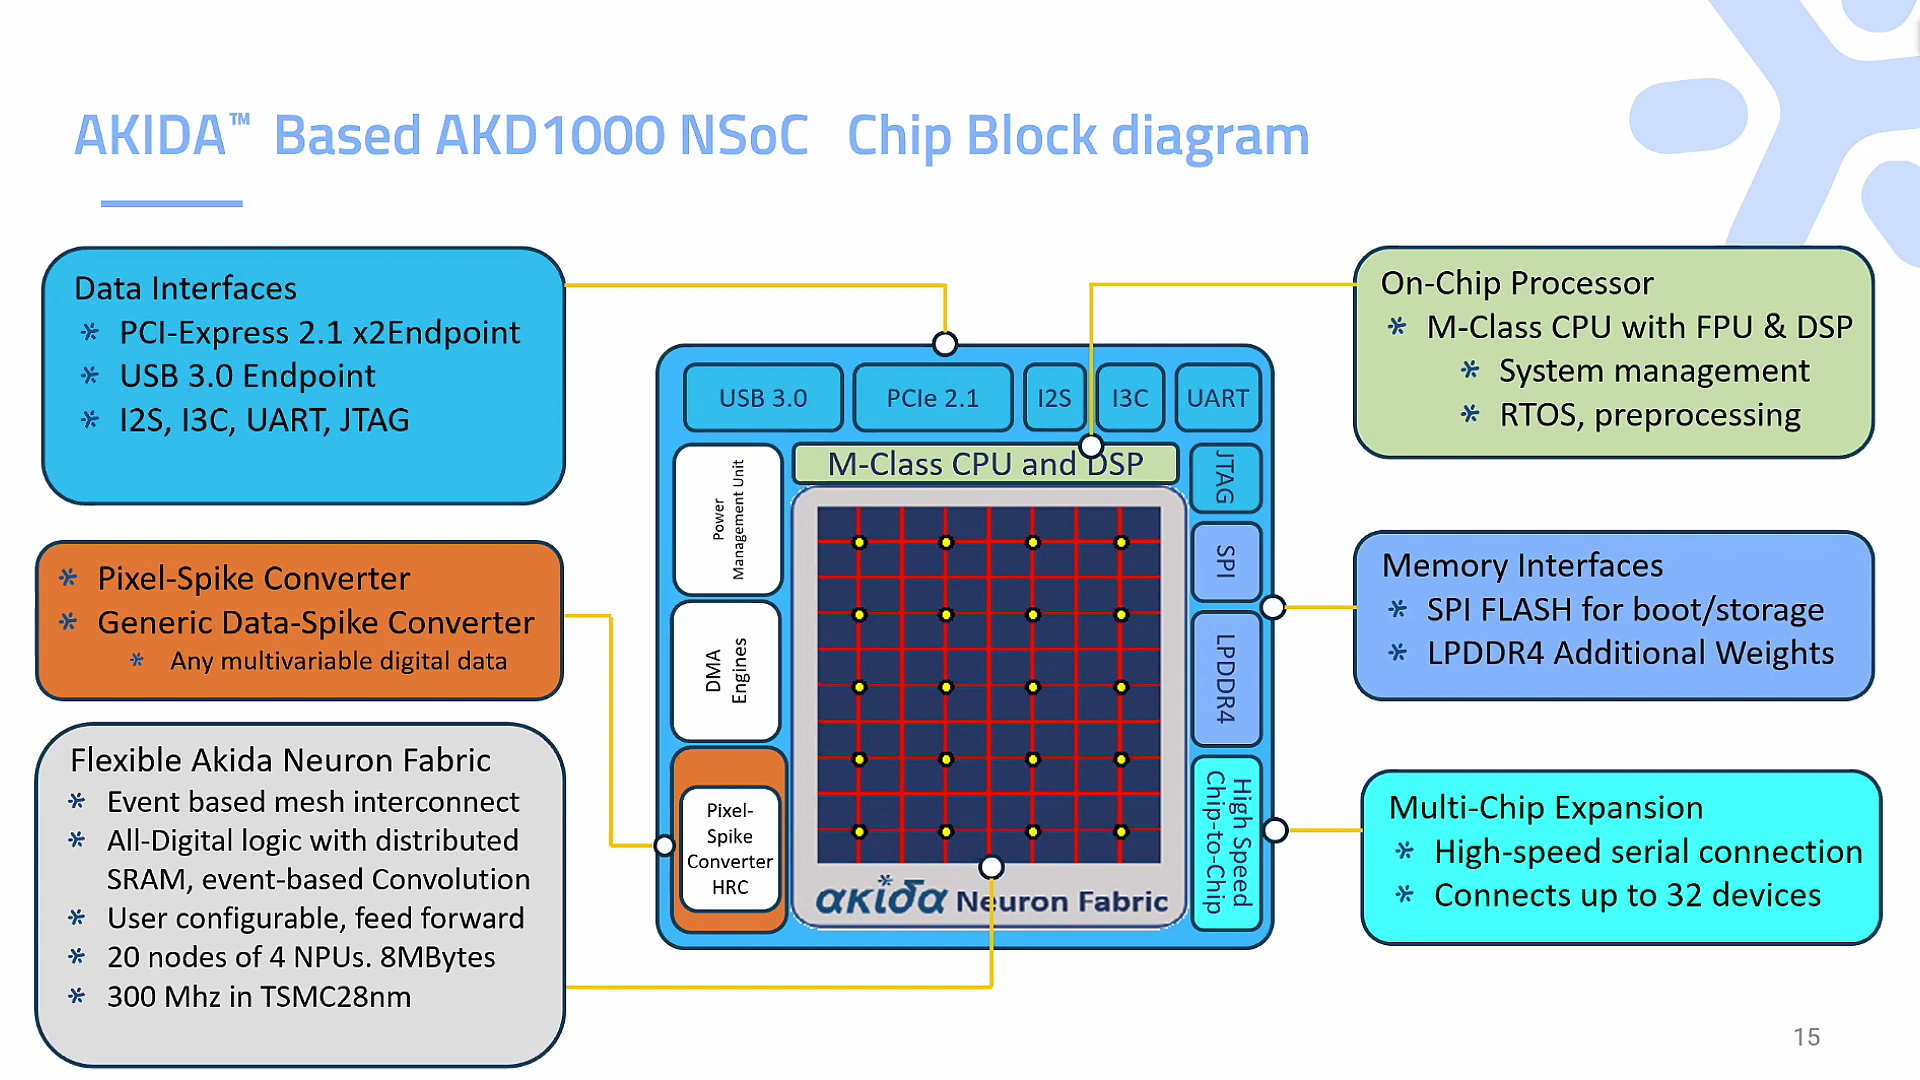 AKIDA™ Based AKD1000 NSoC Chip Block diagram
Data Interfaces
PCI-Express 2.1 x2Endpoint
USB 3.0 Endpoint
I2S, I3C, UART, JTAG
Pixel-Spike Converter
Generic Data-Spike Converter
Any multivariable digital data
Flexible Akida Neuron Fabric
Event based mesh interconnect
All-Digital logic with distributed
SRAM, event-based Convolution
User configurable, feed forward
20 nodes of 4 NPUs. 8MBytes
300 Mhz in TSMC28nm
USB 3.0
PCIe 2.1
I2S
I3C
UART
Power
Management Unit
M-Class CPU and DSP
JTAG
SPI
DMA
Engines
LPDDR4
Pixel-
Spike
Converter
HRC
akida Neuron Fabric
High Speed
Chip-to-Chip
On-Chip Processor
M-Class CPU with FPU & DSP
System management
RTOS, preprocessing
Memory Interfaces
SPI FLASH for boot/storage
LPDDR4 Additional Weights
Multi-Chip Expansion
High-speed serial connection
Connects up to 32 devices
15